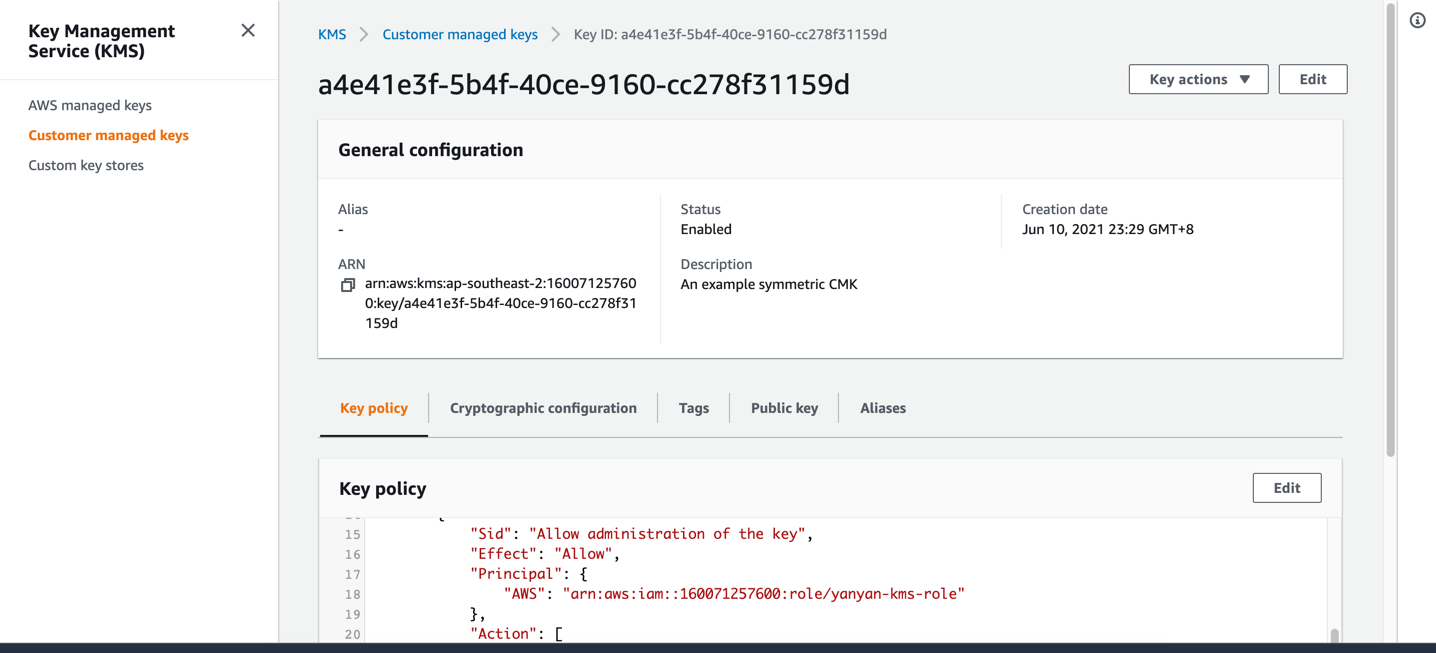 Key Management
Service (KMS)
AWS managed keys
Customer managed keys
Custom key stores
KMS
Customer managed keys
Key ID: a4e41e3f-5b4f-40ce-9160-cc278f31159d
a4e41e3f-5b4f-40ce-9160-cc278f31159d
Key actions
Edit
General configuration
Alias
-
Status
Enabled
Creation date
Jun 10, 2021 23:29 GMT+8
ARN
arn:aws:kms:ap-southeast-2:16007125760
0:key/a4e41e3f-5b4f-40ce-9160-cc278f31
159d
Description
An example symmetric CMK
Key policy
Cryptographic configuration
Tags
Public key
Aliases
Key policy
Edit
15 "Sid": "Allow administration of the key",
16 "Effect": "Allow",
17 "Principal": {
18 "AWS": "arn:aws:iam::160071257600:role/yanyan-kms-role"
19 },
20 "Action": [